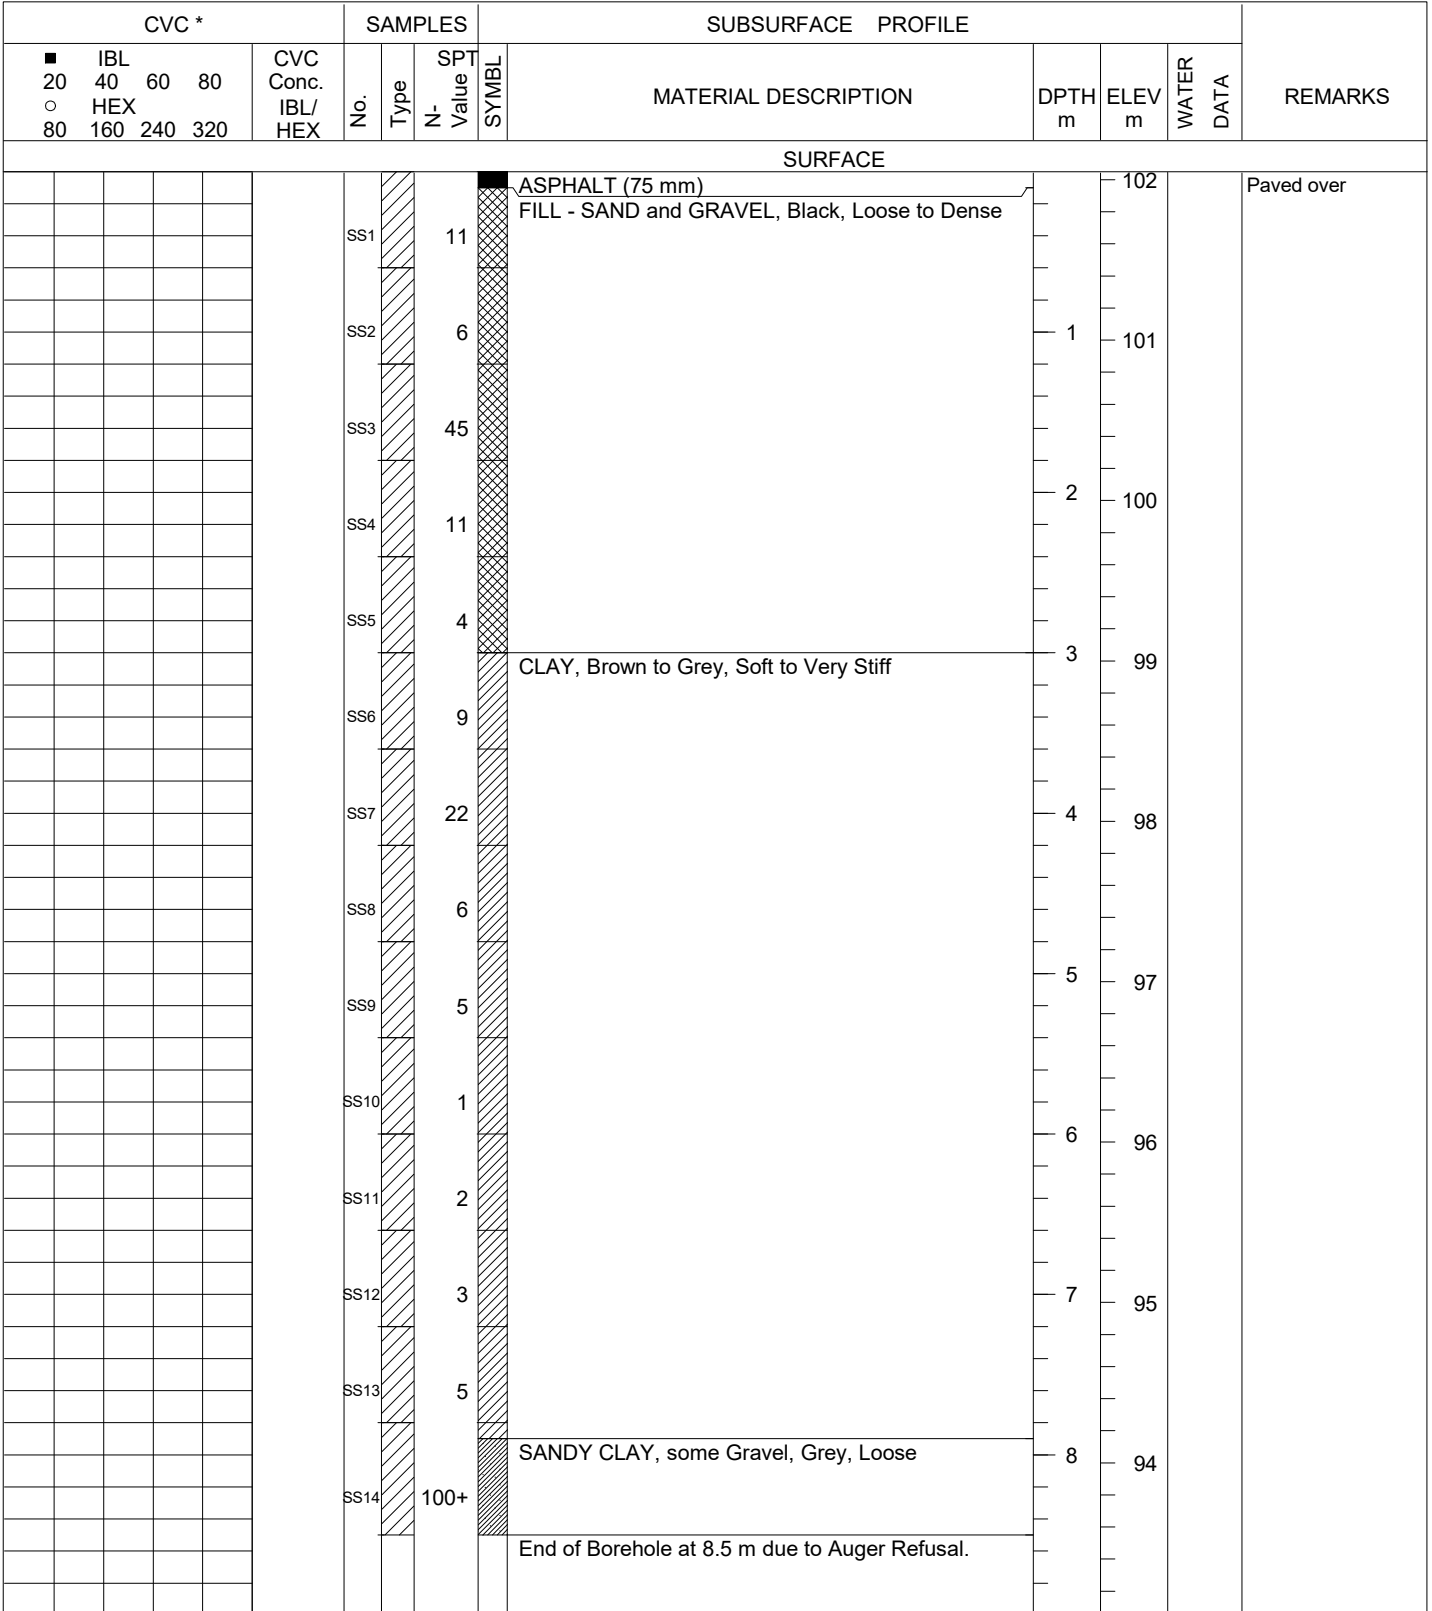 CVC *
SAMPLES
SUBSURFACE PROFILE
■ IBL
20 40 60 80
○ HEX
80 160 240 320
CVC
Conc.
IBL/
HEX
No.
Type
SPT
N-
Value
SYMBL
MATERIAL DESCRIPTION
DPTH
m
ELEV
m
WATER
DATA
REMARKS
SURFACE
ASPHALT (75 mm)
102
Paved over
FILL - SAND and GRAVEL, Black, Loose to Dense
SS1 11
SS2 6
1
101
SS3 45
2
100
SS4 11
SS5 4
3
99
CLAY, Brown to Grey, Soft to Very Stiff
SS6 9
SS7 22
4
98
SS8 6
5
97
SS9 5
SS10 1
6
96
SS11 2
SS12 3
7
95
SS13 5
SANDY CLAY, some Gravel, Grey, Loose
8
94
SS14 100+
End of Borehole at 8.5 m due to Auger Refusal.